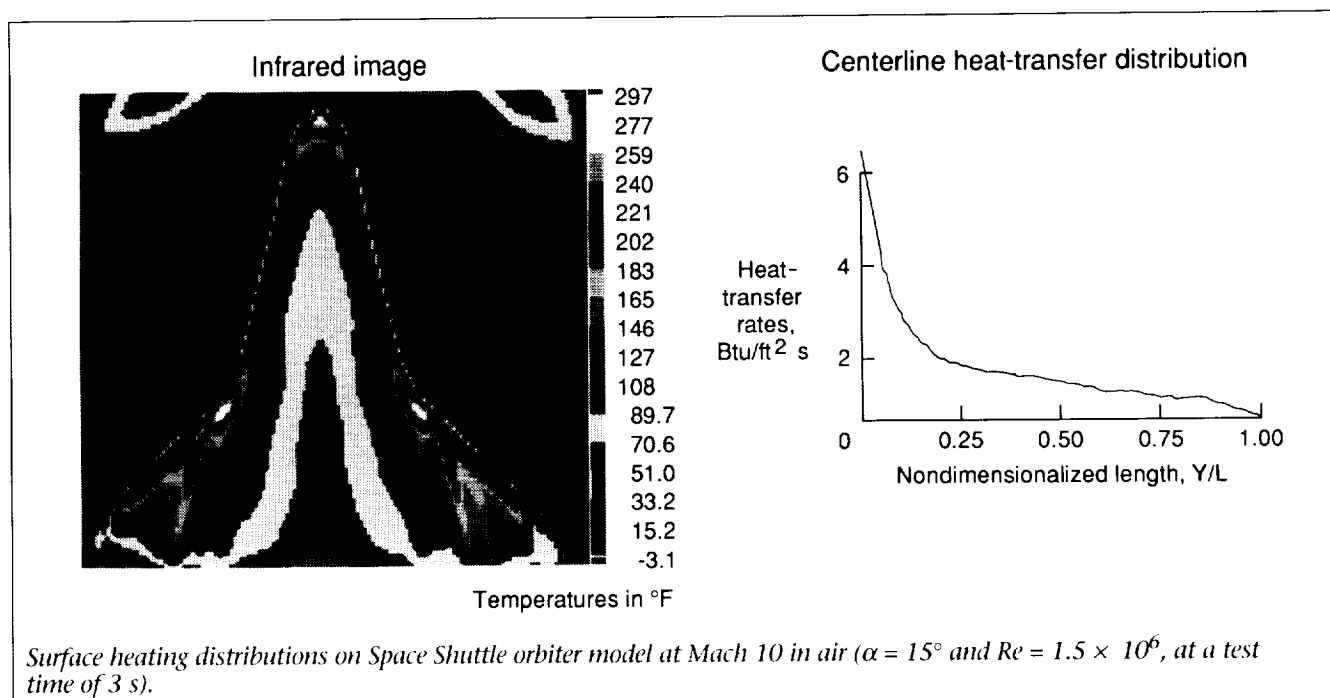 Infrared image
297
277
259
240
221
202
183
165
146
127
108
89.7
70.6
51.0
33.2
15.2
-3.1
Temperatures in °F
Centerline heat-transfer distribution
6
4
2
0
Heat-
transfer
rates,
Btu/ft² s
0.25 0.50 0.75 1.00
Nondimensionalized length, Y/L
Surface heating distributions on Space Shuttle orbiter model at Mach 10 in air (α = 15° and Re = 1.5 × 10⁶, at a test
time of 3 s).